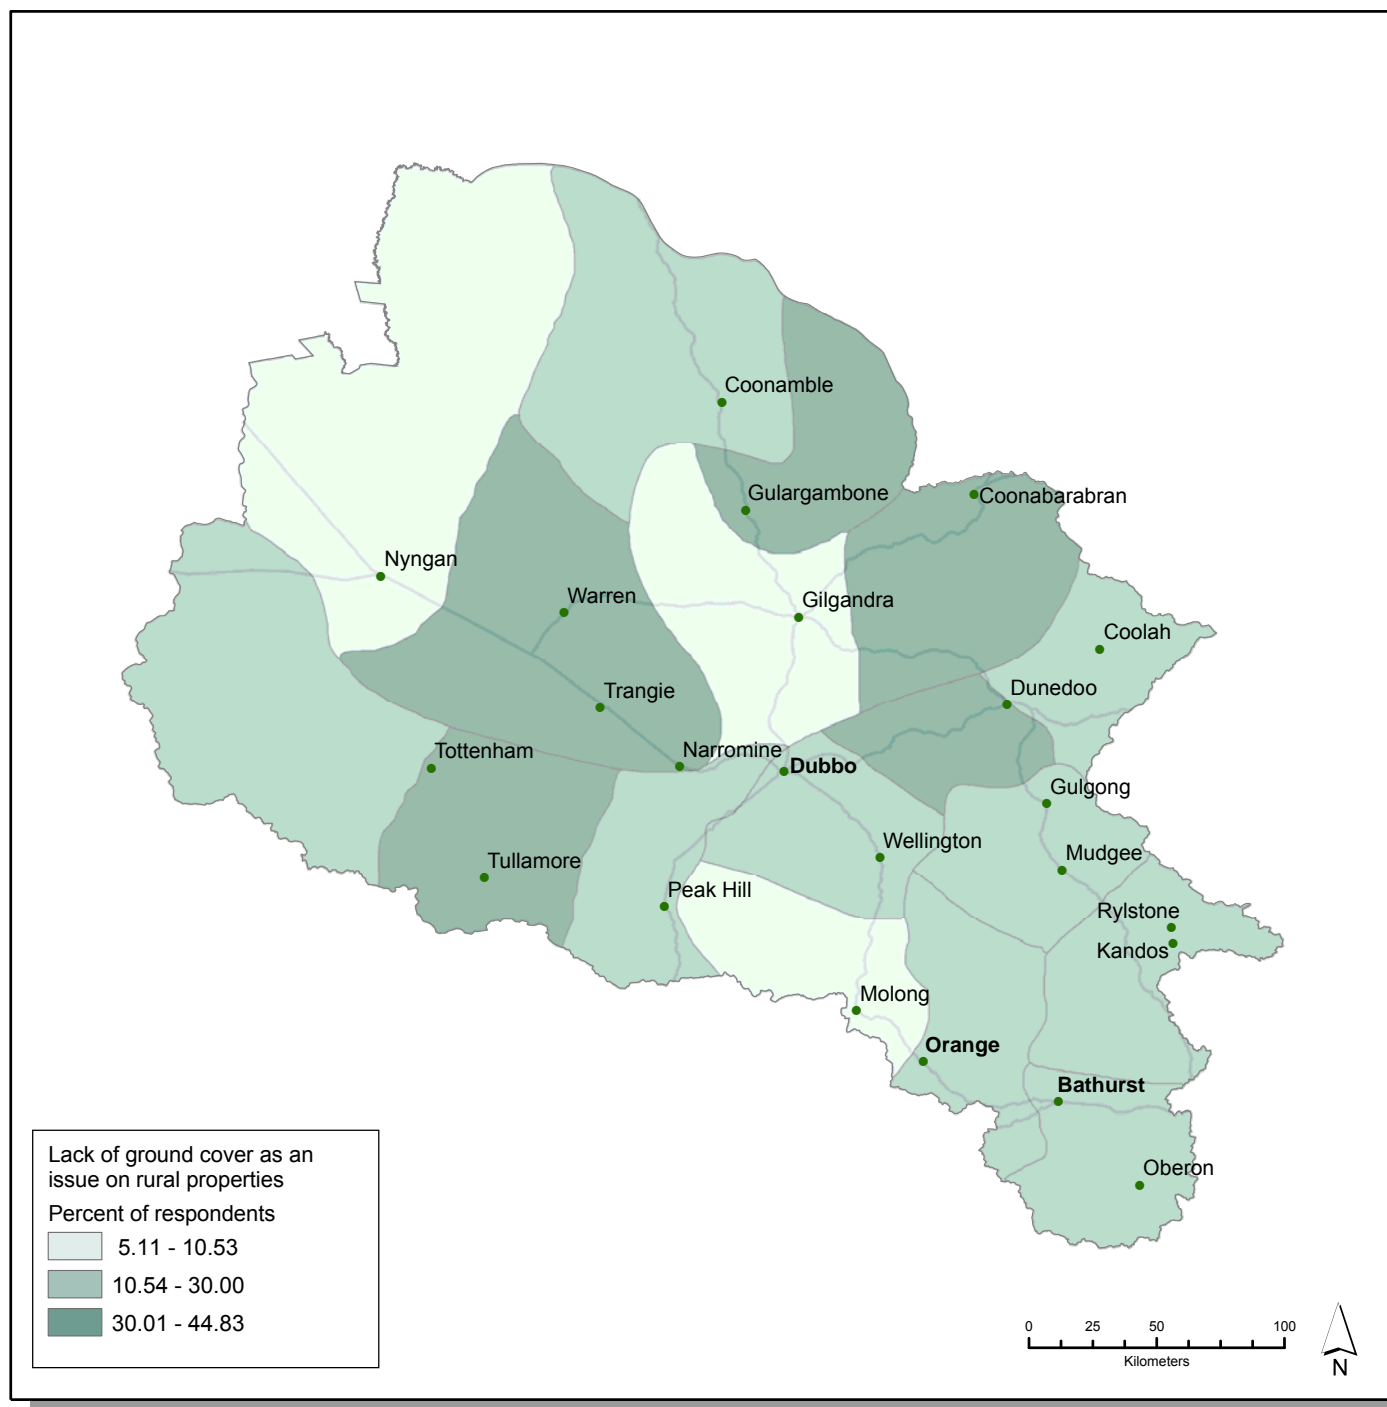 Coonamble
Gulargambone
Coonabarabran
Nyngan
Warren
Gilgandra
Coolah
Trangie
Dunedoo
Tottenham
Narromine
Dubbo
Gulgong
Wellington
Mudgee
Tullamore
Peak Hill
Rylstone
Kandos
Molong
Orange
Bathurst
Oberon
Lack of ground cover as an
issue on rural properties
Percent of respondents
5.11 - 10.53
10.54 - 30.00
30.01 - 44.83
0 25 50 100
Kilometers
N